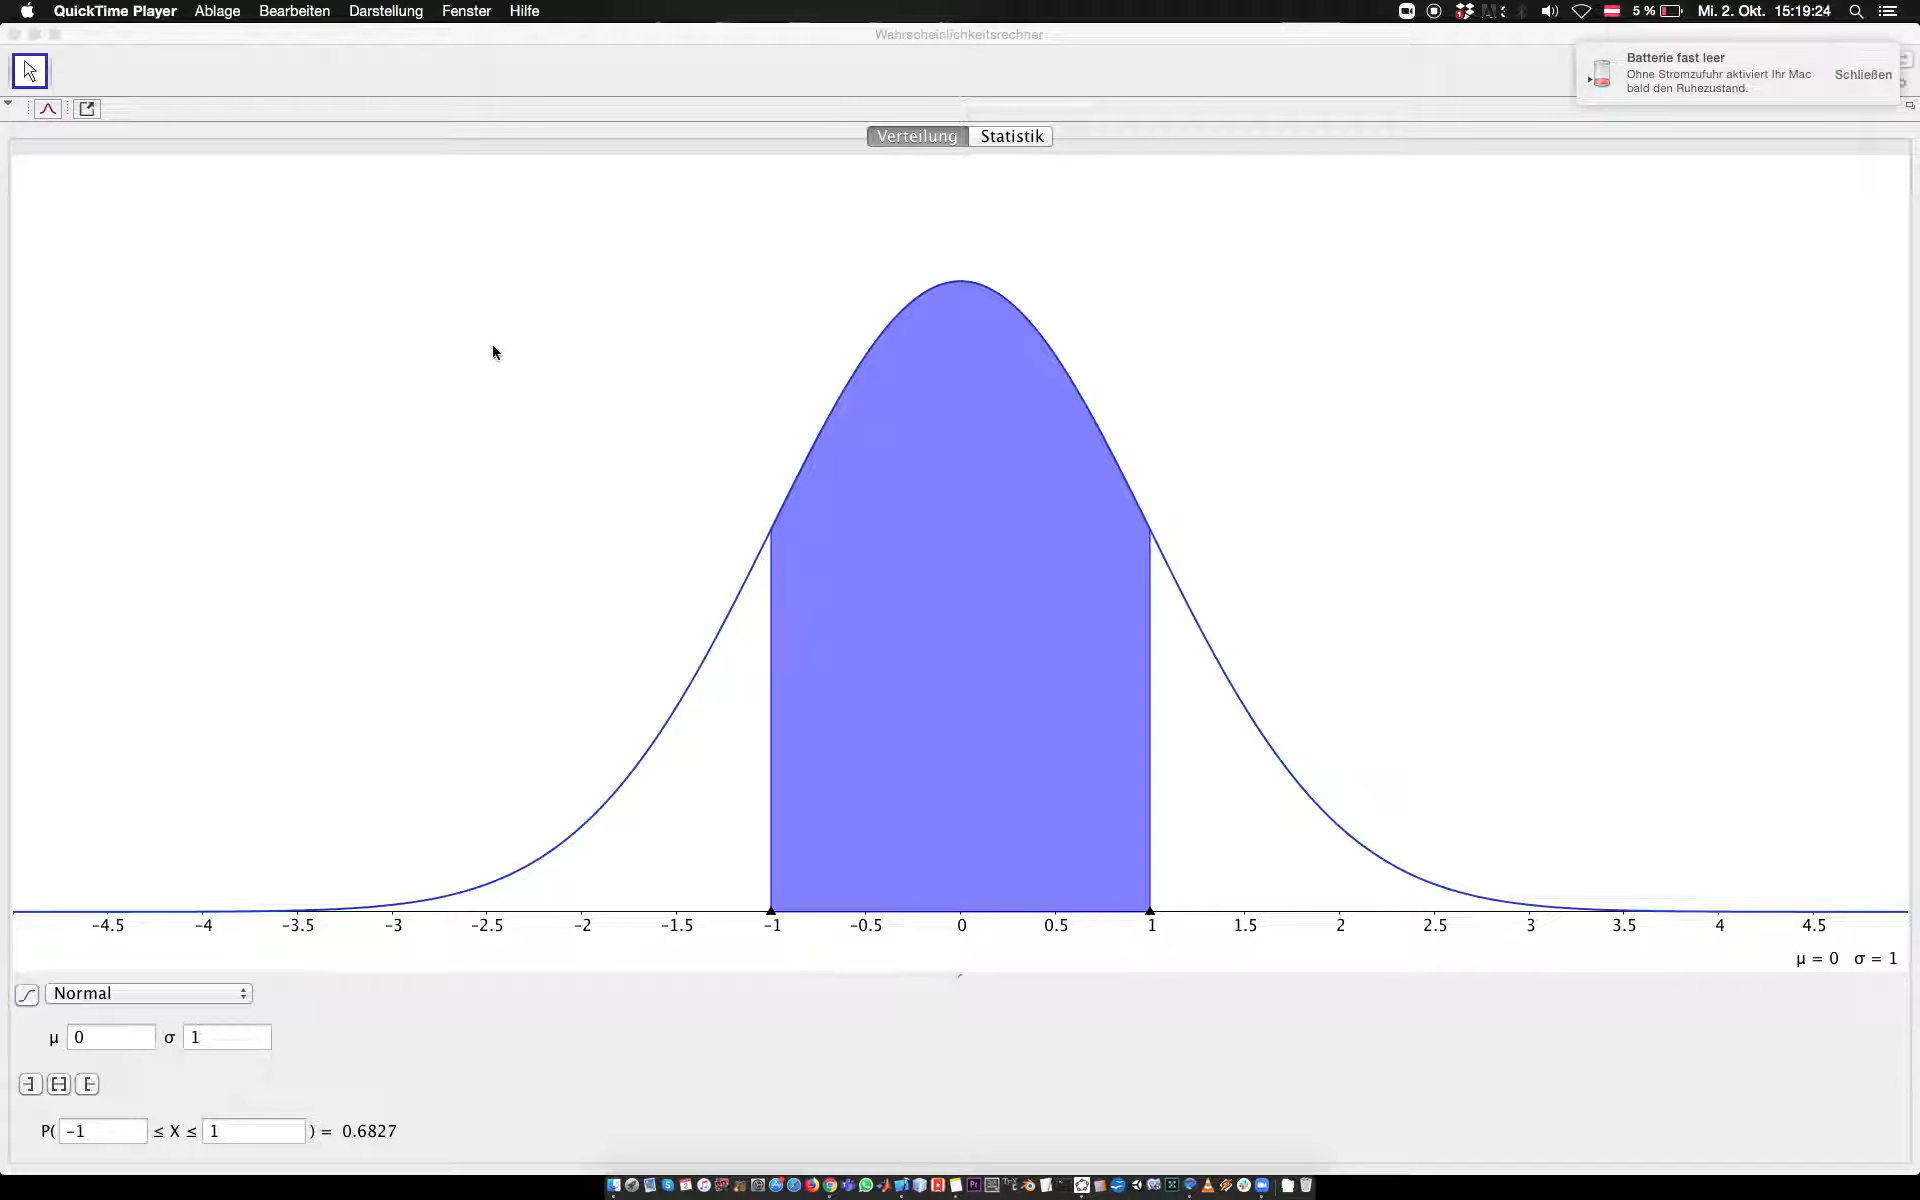 QuickTime Player Ablage Bearbeiten Darstellung Fenster Hilfe 5 % Mi. 2. Okt. 15:19:24
Wahrscheinlichkeitsrechner
Batterie fast leer
Ohne Stromzufuhr aktiviert Ihr Mac
bald den Ruhezustand.
Schließen
Verteilung Statistik
-4.5 -4 -3.5 -3 -2.5 -2 -1.5 -1 -0.5 0 0.5 1 1.5 2 2.5 3 3.5 4 4.5
μ = 0 σ = 1
Normal
μ 0 σ 1
P( -1 ≤ X ≤ 1 ) = 0.6827